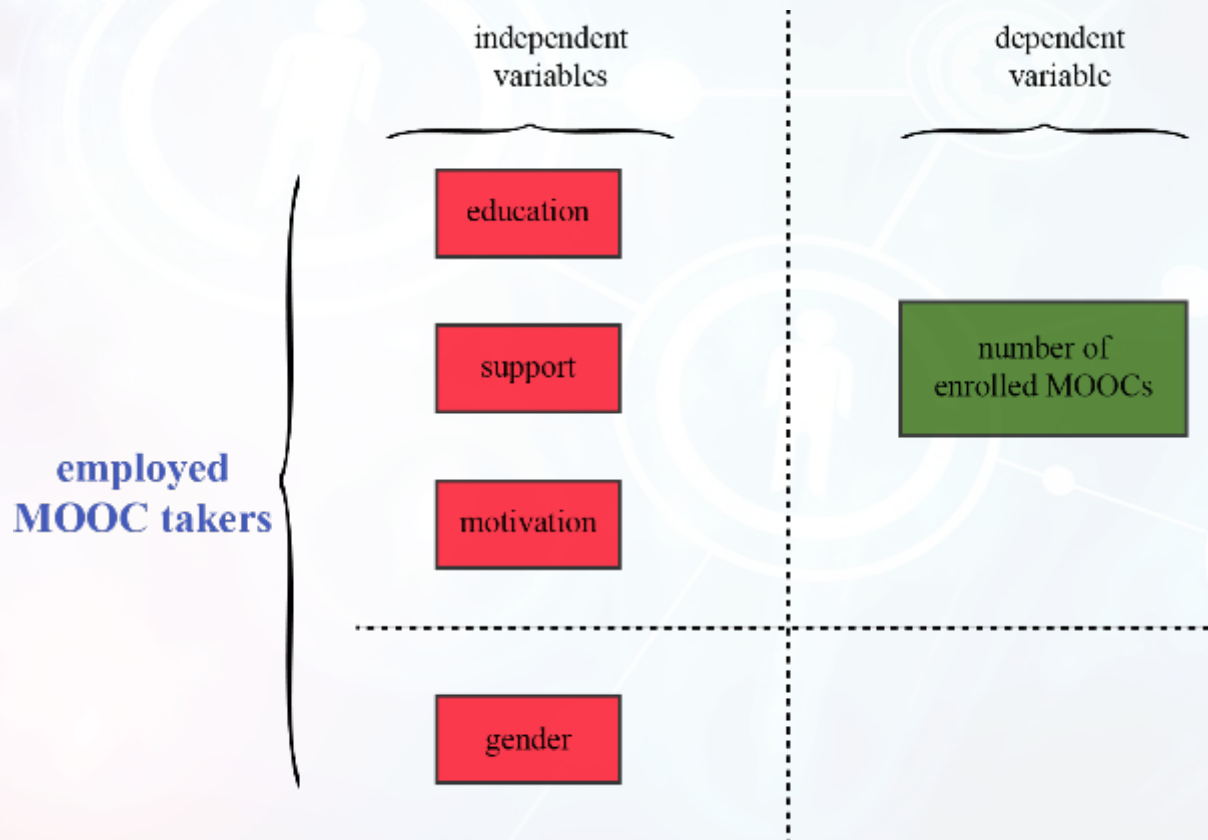 independent
variables
dependent
variable
education
support
number of
enrolled MOOCs
employed
MOOC takers
motivation
gender